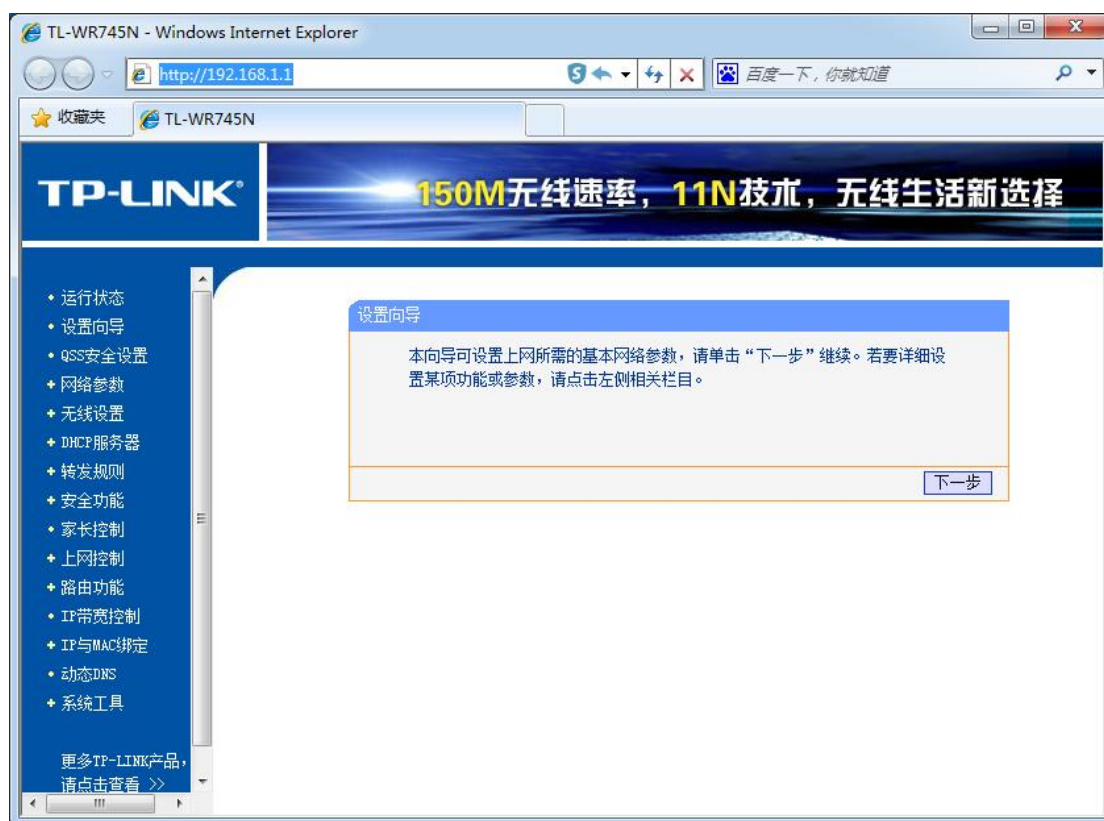 TL-WR745N - Windows Internet Explorer
http://192.168.1.1
百度一下，你就知道
收藏夹
TL-WR745N
TP-LINK®
150M无线速率，11N技术，无线生活新选择
运行状态
设置向导
QSS安全设置
网络参数
无线设置
DHCP服务器
转发规则
安全功能
家长控制
上网控制
路由功能
IP带宽控制
IP与MAC绑定
动态DNS
系统工具
更多TP-LINK产品，
请点击查看 >>
设置向导
本向导可设置上网所需的基本网络参数，请单击“下一步”继续。若要详细设
置某项功能或参数，请点击左侧相关栏目。
下一步